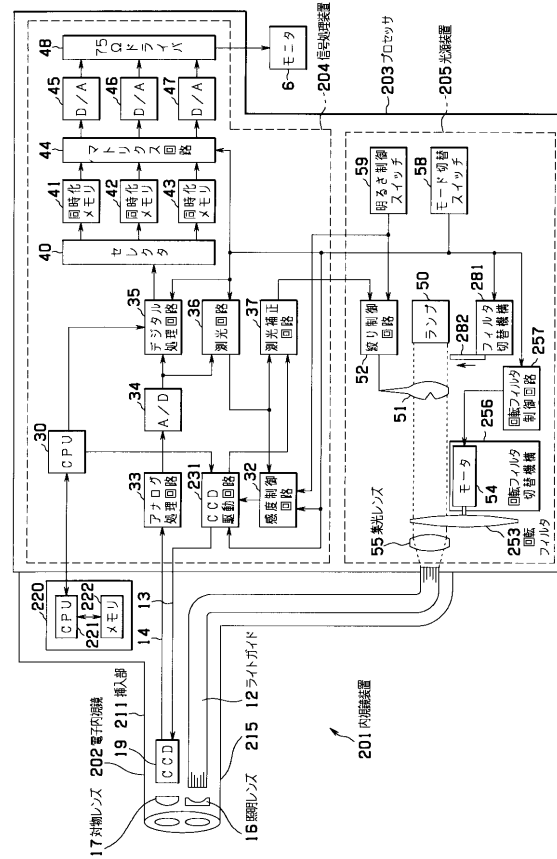 48
75Ωドライバ
45
D/A
46
D/A
47
D/A
6
モニタ
44
マトリクス回路
41
同時化
メモリ
42
同時化
メモリ
43
同時化
メモリ
40
セレクタ
35
デジタル
処理回路
36
測光回路
37
測光補正
回路
34
A/D
30
CPU
33
アナログ
処理回路
231
CCD
駆動回路
32
感度制御
回路
204 信号処理装置
203 プロセッサ
205 光源装置
59
明るさ制御
スイッチ
58
モード切替
スイッチ
52
絞り制御
回路
50
ランプ
281
フィルタ
切替機構
282
51
257
回転フィルタ
制御回路
256
モータ
54
回転フィルタ
切替機構
253
回転
フィルタ
55 集光レンズ
220
CPU
221
222
メモリ
13
14
12 ライトガイド
211 挿入部
202 電子内視鏡
19
CCD
215
17 対物レンズ
16 照明レンズ
201 内視鏡装置